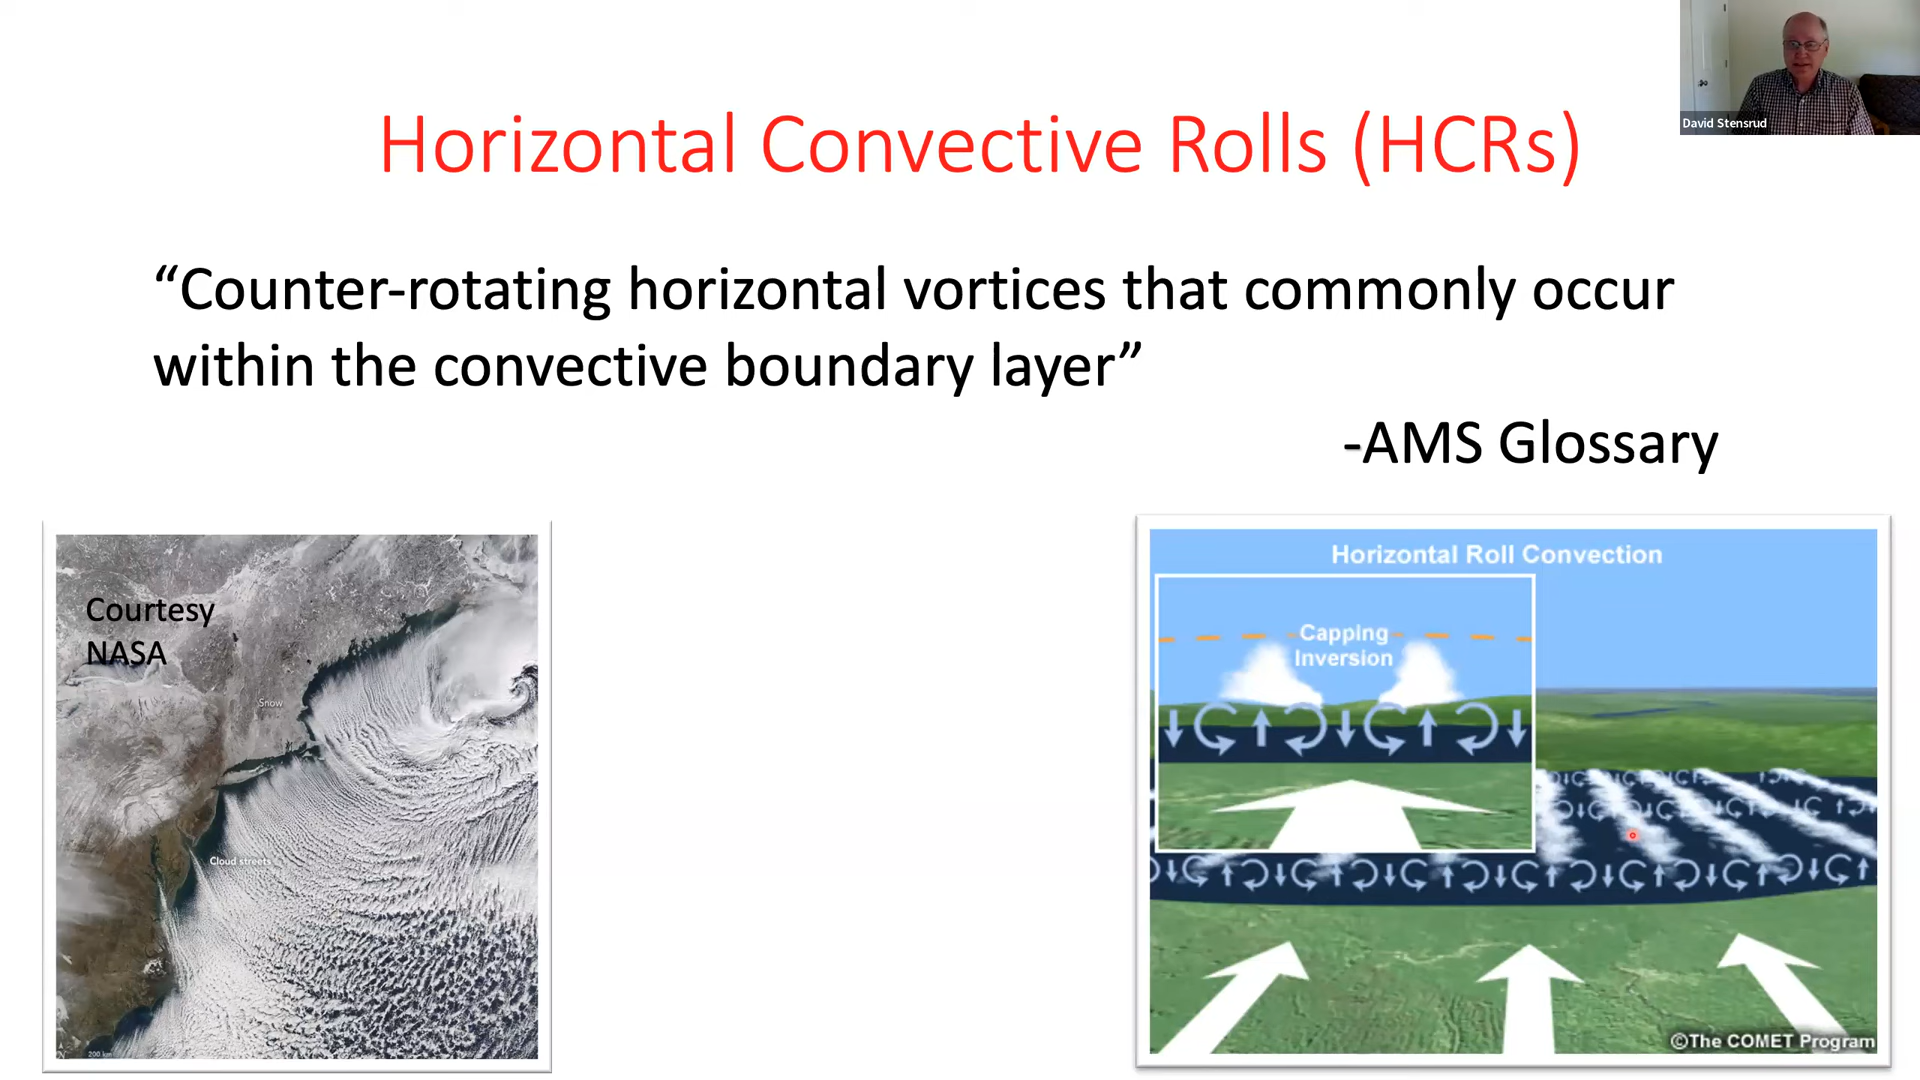 David Stensrud
Horizontal Convective Rolls (HCRs)
“Counter-rotating horizontal vortices that commonly occur
within the convective boundary layer”
-AMS Glossary
Courtesy
NASA
Snow
Cloud streets
200 km
Horizontal Roll Convection
Capping
Inversion
©The COMET Program